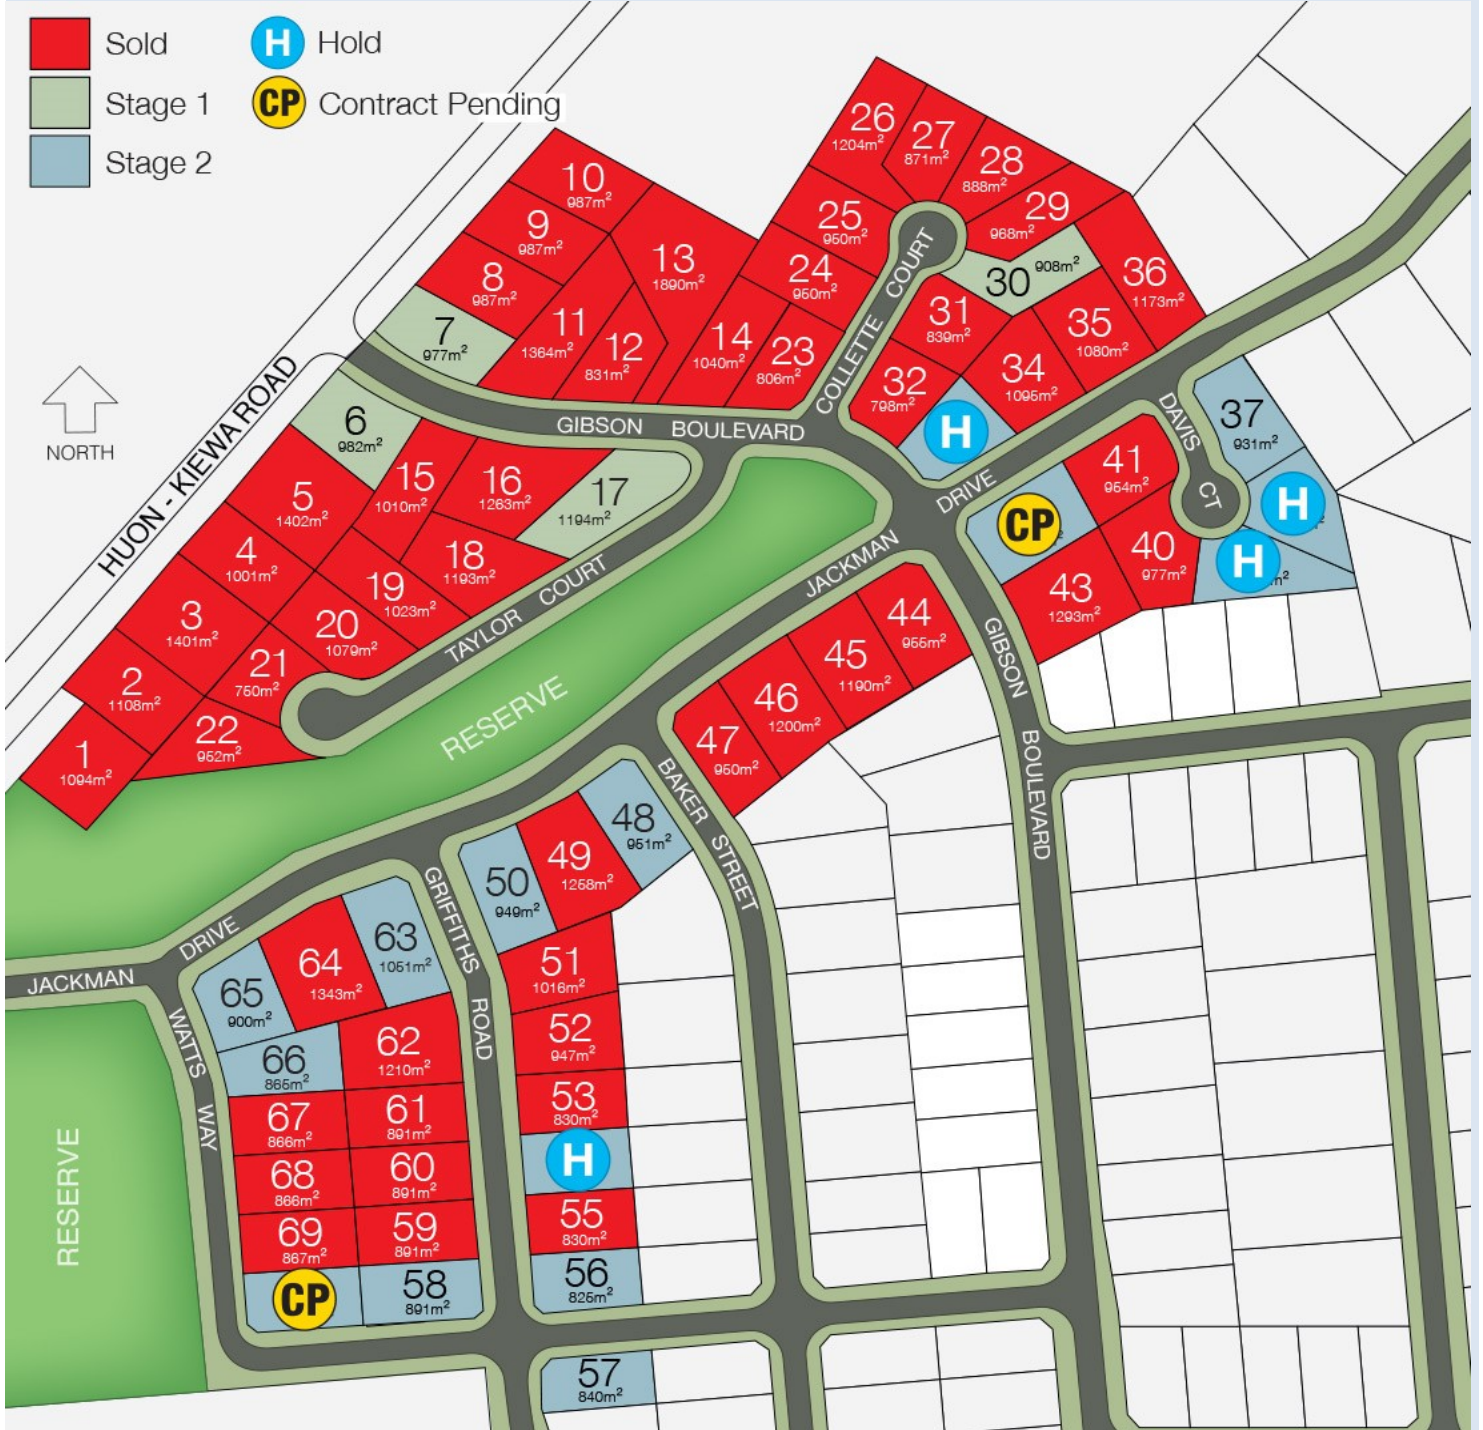 Sold
H Hold
Stage 1
CP Contract Pending
Stage 2
NORTH
HUON - KIEWA ROAD
10
987m²
9
987m²
8
987m²
7
977m²
13
1890m²
11
1364m²
12
831m²
14
1040m²
23
806m²
24
950m²
25
950m²
26
1204m²
27
871m²
28
888m²
29
968m²
30
908m²
36
1173m²
31
839m²
35
1080m²
34
1095m²
32
798m²
H
COLLETTE COURT
GIBSON BOULEVARD
6
982m²
5
1402m²
15
1010m²
16
1263m²
17
1194m²
4
1001m²
18
1193m²
19
1023m²
3
1401m²
20
1079m²
21
750m²
2
1108m²
22
952m²
1
1094m²
TAYLOR COURT
RESERVE
JACKMAN DRIVE
DAVIS CT
37
931m²
H
H
41
954m²
CP
40
977m²
43
1293m²
44
955m²
45
1190m²
46
1200m²
47
950m²
GIBSON BOULEVARD
BAKER STREET
48
951m²
49
1258m²
50
949m²
GRIFFITHS ROAD
51
1016m²
52
947m²
53
830m²
H
55
830m²
56
825m²
57
840m²
JACKMAN DRIVE
WATTS WAY
63
1051m²
64
1343m²
65
900m²
66
865m²
62
1210m²
67
866m²
61
891m²
68
866m²
60
891m²
69
867m²
59
891m²
CP
58
891m²
RESERVE